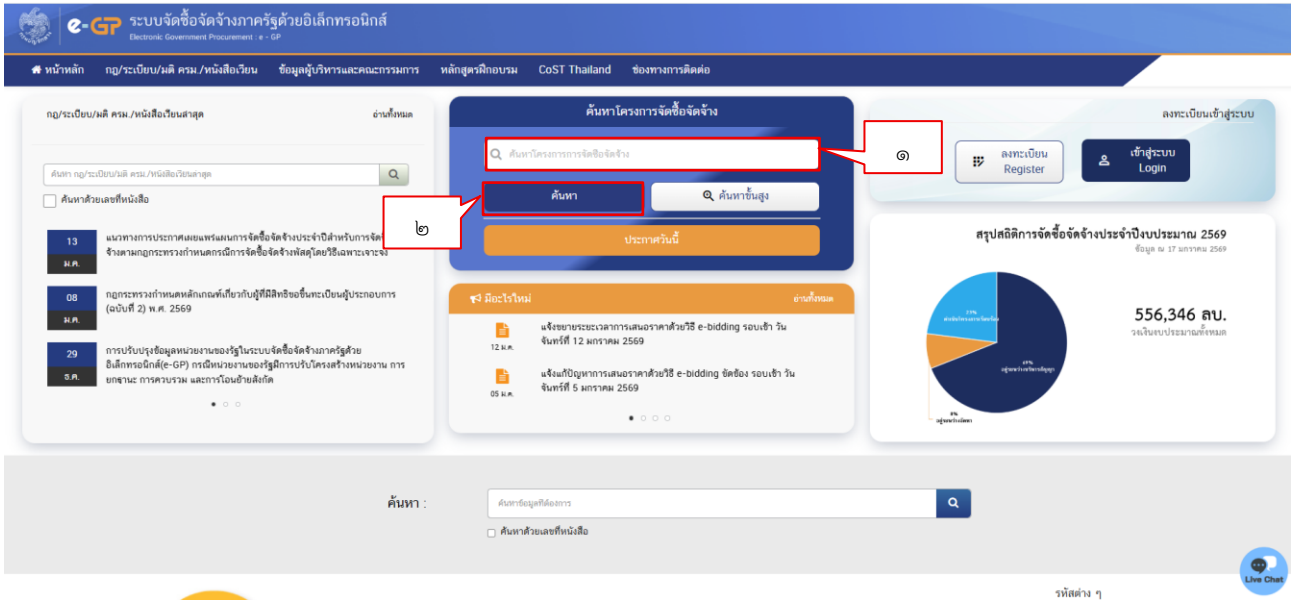 e-GP ระบบจัดซื้อจัดจ้างภาครัฐด้วยอิเล็กทรอนิกส์
Electronic Government Procurement : e - GP
หน้าหลัก กฎ/ระเบียบ/มติ ครม./หนังสือเวียน ข้อมูลผู้บริหารและคณะกรรมการ หลักสูตรฝึกอบรม CoST Thailand ช่องทางการติดต่อ
กฎ/ระเบียบ/มติ ครม./หนังสือเวียนล่าสุด อ่านทั้งหมด
ค้นหา กฎ/ระเบียบ/มติ ครม./หนังสือเวียนล่าสุด
ค้นหาด้วยเลขที่หนังสือ
13 ม.ค.
แนวทางการประกาศเผยแพร่แผนการจัดซื้อจัดจ้างประจำปีสำหรับการจัด
จ้างตามกฎกระทรวงกำหนดกรณีการจัดซื้อจัดจ้างพัสดุโดยวิธีเฉพาะเจาะจง
08 ม.ค.
กฎกระทรวงกำหนดหลักเกณฑ์เกี่ยวกับผู้ที่มีสิทธิขอขึ้นทะเบียนผู้ประกอบการ
(ฉบับที่ 2) พ.ศ. 2569
29 ธ.ค.
การปรับปรุงข้อมูลหน่วยงานของรัฐในระบบจัดซื้อจัดจ้างภาครัฐด้วย
อิเล็กทรอนิกส์(e-GP) กรณีหน่วยงานของรัฐมีการปรับโครงสร้างหน่วยงาน การ
ยกฐานะ การควบรวม และการโอนย้ายสังกัด
ค้นหาโครงการจัดซื้อจัดจ้าง
ค้นหาโครงการการจัดซื้อจัดจ้าง
๑
ค้นหา ค้นหาขั้นสูง
๒
ประกาศวันนี้
มีอะไรใหม่ อ่านทั้งหมด
12 ม.ค.
แจ้งขยายระยะเวลาการเสนอราคาด้วยวิธี e-bidding รอบเช้า วัน
จันทร์ที่ 12 มกราคม 2569
05 ม.ค.
แจ้งแก้ปัญหาการเสนอราคาด้วยวิธี e-bidding ขัดข้อง รอบเช้า วัน
จันทร์ที่ 5 มกราคม 2569
ลงทะเบียนเข้าสู่ระบบ
ลงทะเบียน
Register
เข้าสู่ระบบ
Login
สรุปสถิติการจัดซื้อจัดจ้างประจำปีงบประมาณ 2569
ข้อมูล ณ 17 มกราคม 2569
556,346 ลบ.
วงเงินงบประมาณทั้งหมด
ค้นหา :
ค้นหาข้อมูลที่ต้องการ
ค้นหาด้วยเลขที่หนังสือ
Live Chat
รหัสต่าง ๆ